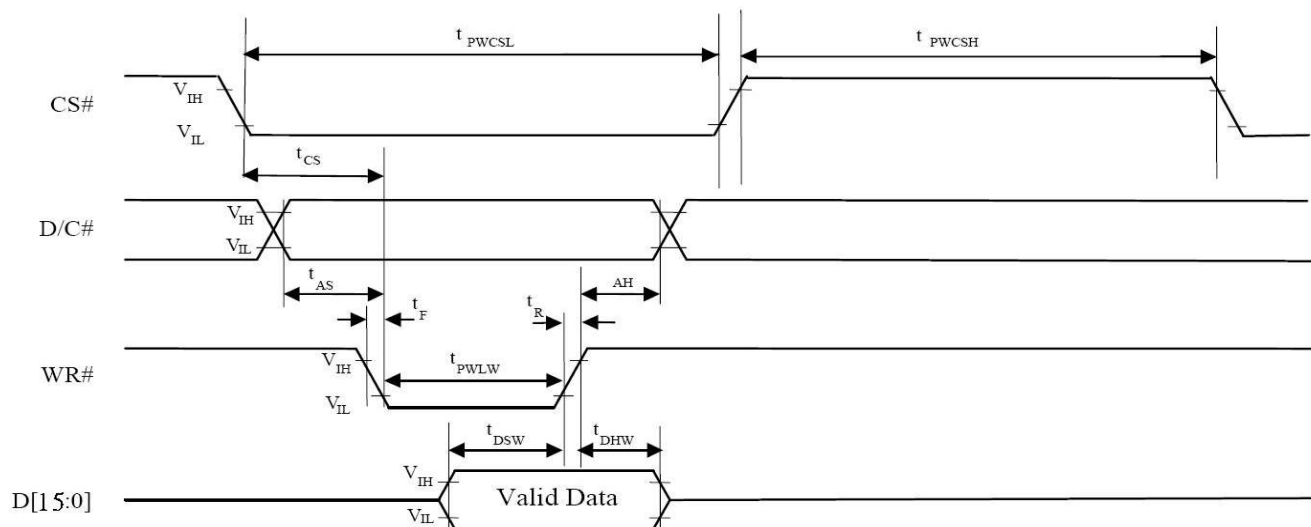 t PWCSL
t PWCSH
CS#
V IH
V IL
t CS
D/C#
V IH
V IL
t AS
AH
t F
t R
WR#
V IH
t PWLW
V IL
t DSW
t DHW
V IH
D[15:0]
Valid Data
V IL